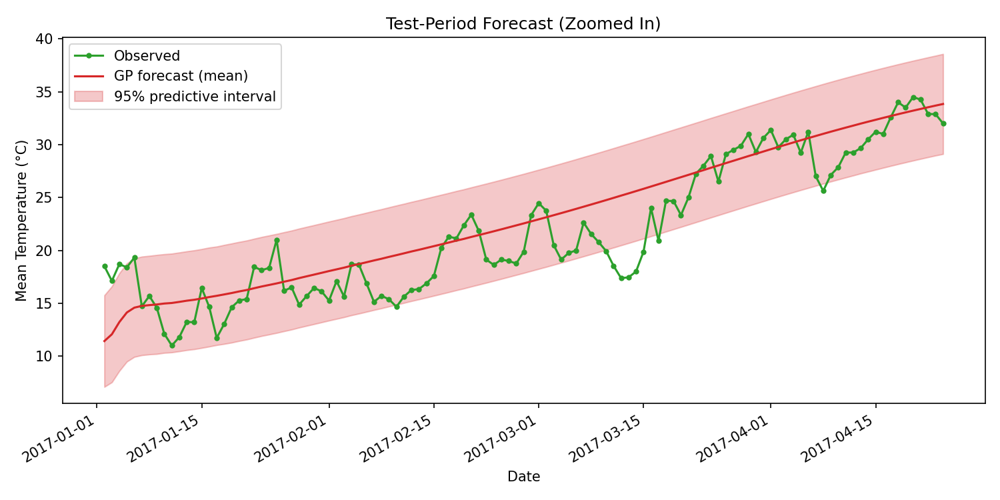 Test-Period Forecast (Zoomed In)
40
35
30
25
20
15
10
Mean Temperature (°C)
Observed
GP forecast (mean)
95% predictive interval
2017-01-01
2017-01-15
2017-02-01
2017-02-15
2017-03-01
2017-03-15
2017-04-01
2017-04-15
Date